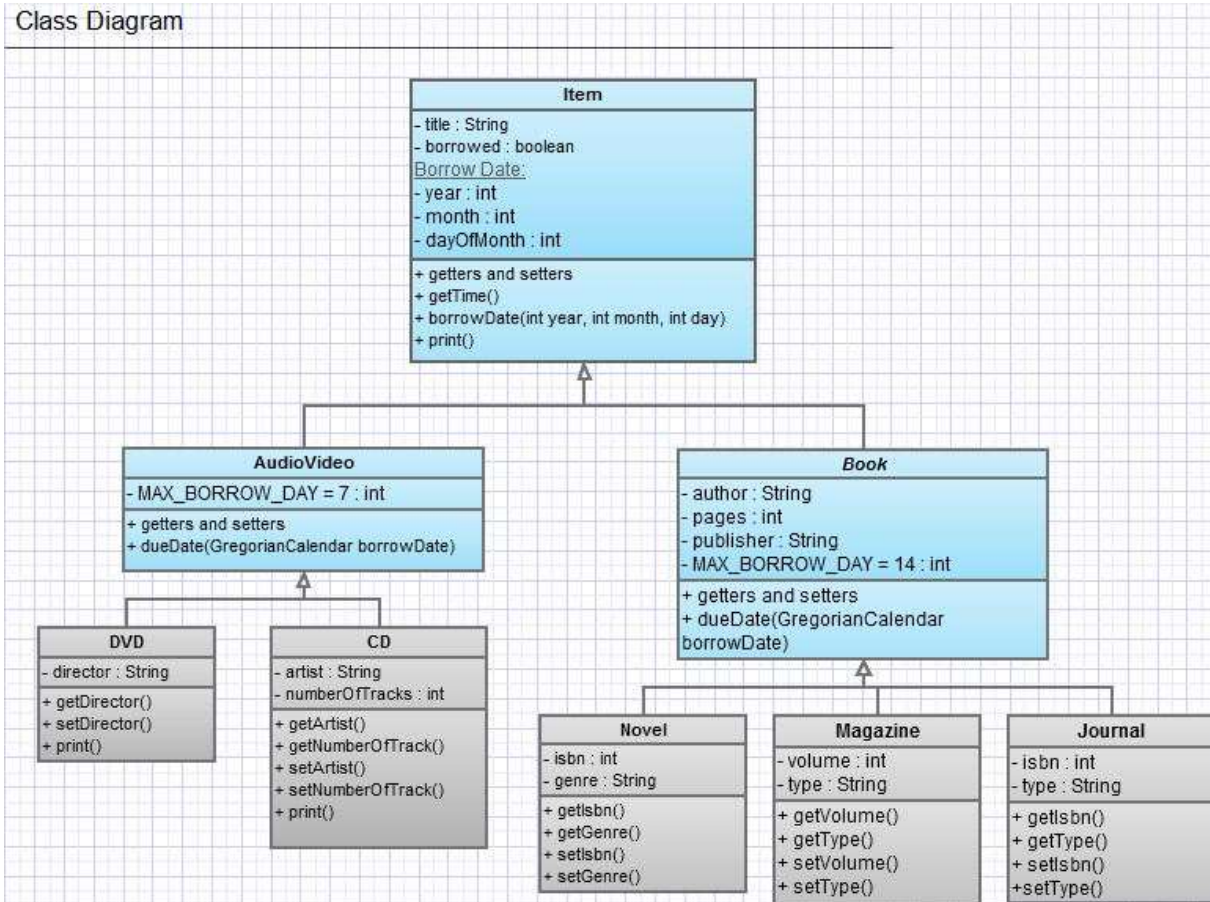 Class Diagram
Item
- title : String
- borrowed : boolean
Borrow Date:
- year : int
- month : int
- dayOfMonth : int
+ getters and setters
+ getTime()
+ borrowDate(int year, int month, int day)
+ print()
AudioVideo
- MAX_BORROW_DAY = 7 : int
+ getters and setters
+ dueDate(GregorianCalendar borrowDate)
Book
- author : String
- pages : int
- publisher : String
- MAX_BORROW_DAY = 14 : int
+ getters and setters
+ dueDate(GregorianCalendar
borrowDate)
DVD
- director : String
+ getDirector()
+ setDirector()
+ print()
CD
- artist : String
- numberOfTracks : int
+ getArtist()
+ getNumberOfTrack()
+ setArtist()
+ setNumberOfTrack()
+ print()
Novel
- isbn : int
- genre : String
+ getIsbn()
+ getGenre()
+ setIsbn()
+ setGenre()
Magazine
- volume : int
- type : String
+ getVolume()
+ getType()
+ setVolume()
+ setType()
Journal
- isbn : int
- type : String
+ getIsbn()
+ getType()
+ setIsbn()
+setType()